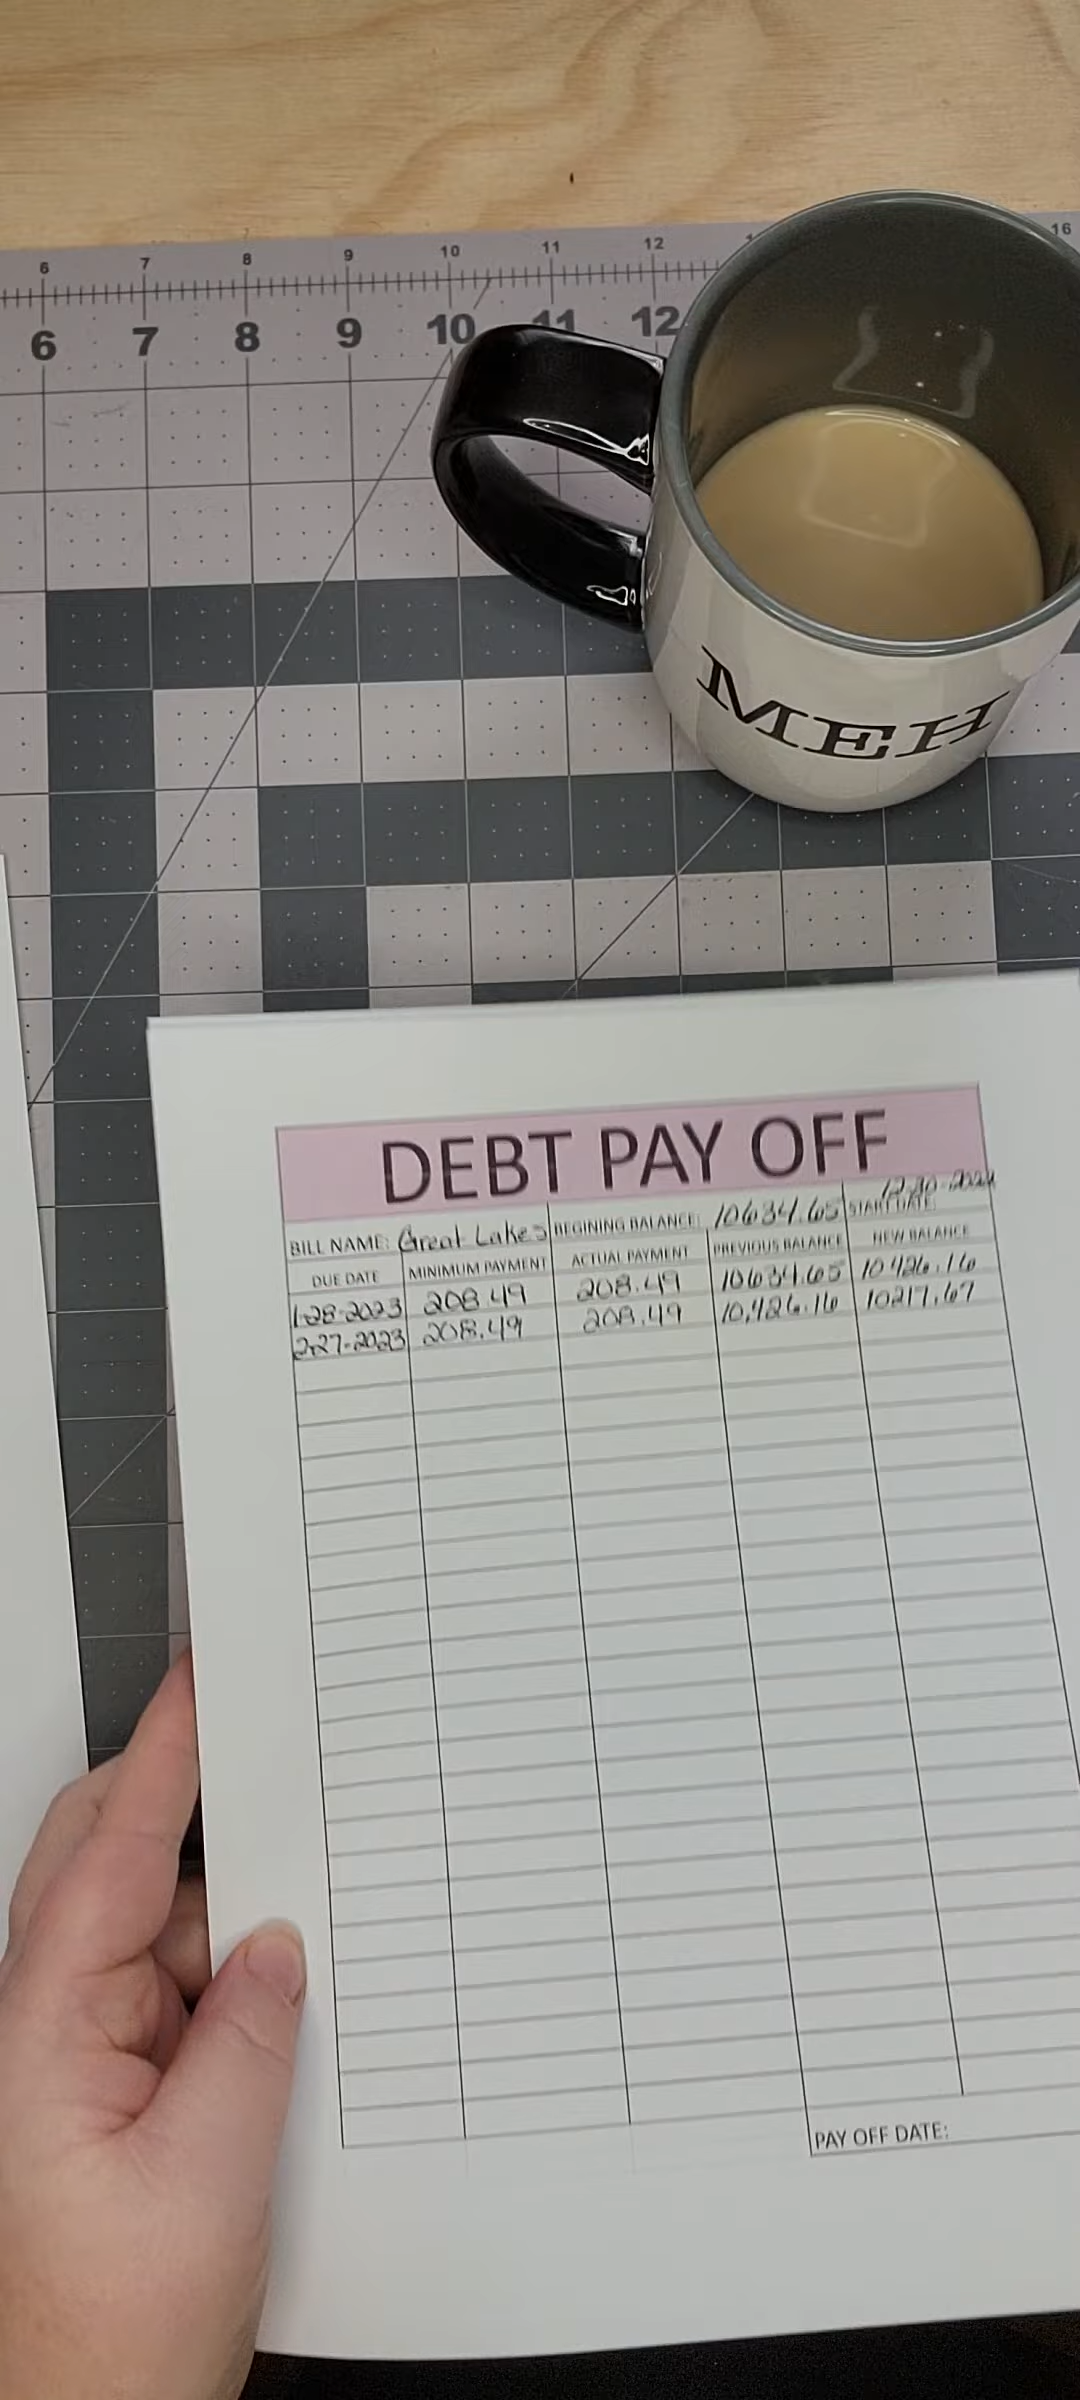 6 7 8 9 10 11 12 16
6 7 8 9 10 11 12
MEH
DEBT PAY OFF
12-30-2022
BILL NAME: Great Lakes BEGINING BALANCE: 10634.65 START DATE:
DUE DATE MINIMUM PAYMENT ACTUAL PAYMENT PREVIOUS BALANCE NEW BALANCE
1-28-2023 208.49 208.49 10634.65 10426.16
2-27-2023 208.49 208.49 10,426.16 10217.67
PAY OFF DATE: